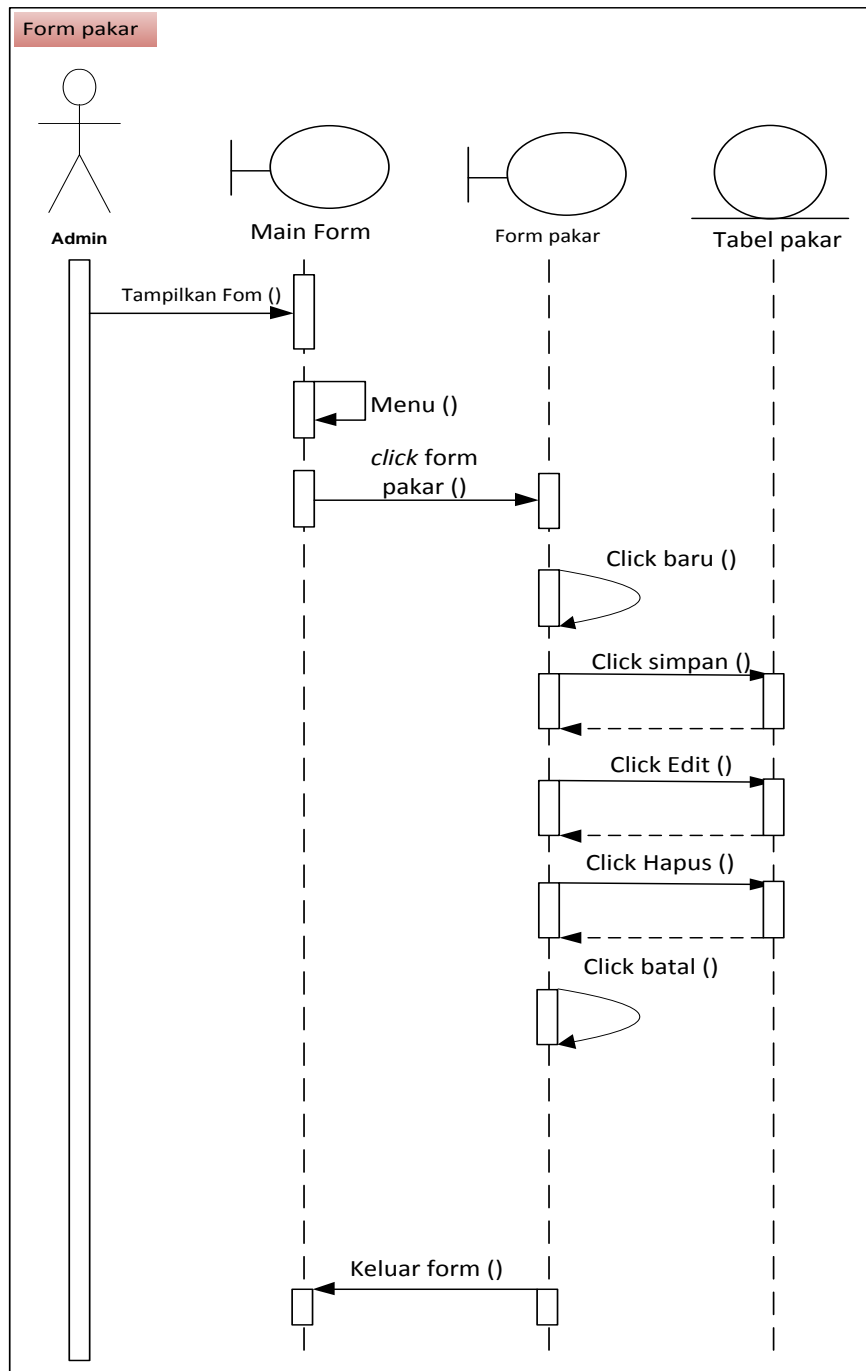 Form pakar
Admin
Main Form
Form pakar
Tabel pakar
Tampilkan Fom ()
Menu ()
click form
pakar ()
Click baru ()
Click simpan ()
Click Edit ()
Click Hapus ()
Click batal ()
Keluar form ()